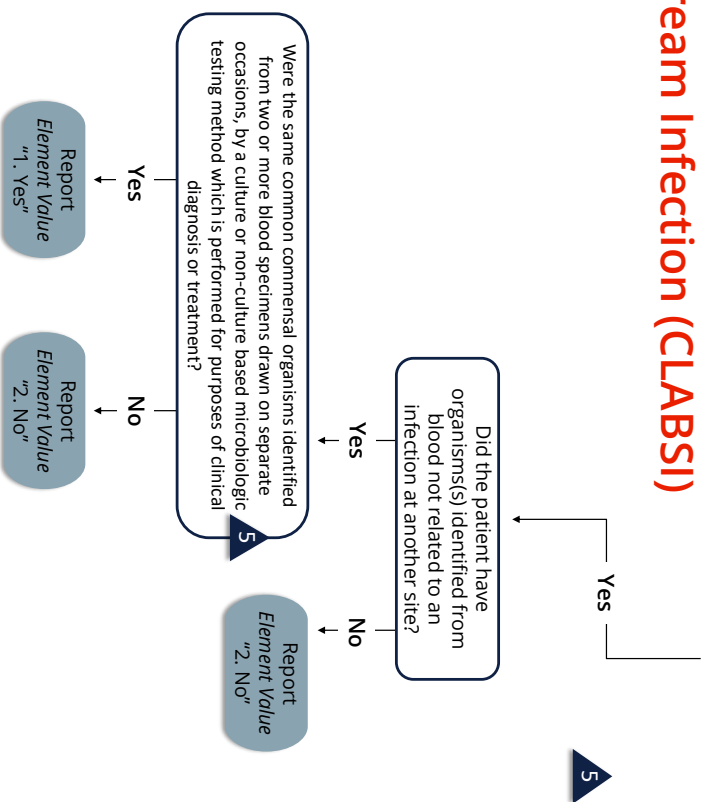 eam Infection (CLABSI)
Yes
5
Did the patient have
organisms(s) identified from
blood not related to an
infection at another site?
Yes
No
Report
Element Value
"2. No"
Were the same common commensal organisms identified
from two or more blood specimens drawn on separate
occasions, by a culture or non-culture based microbiologic
testing method which is performed for purposes of clinical
diagnosis or treatment?
5
Yes
No
Report
Element Value
"1. Yes"
Report
Element Value
"2. No"